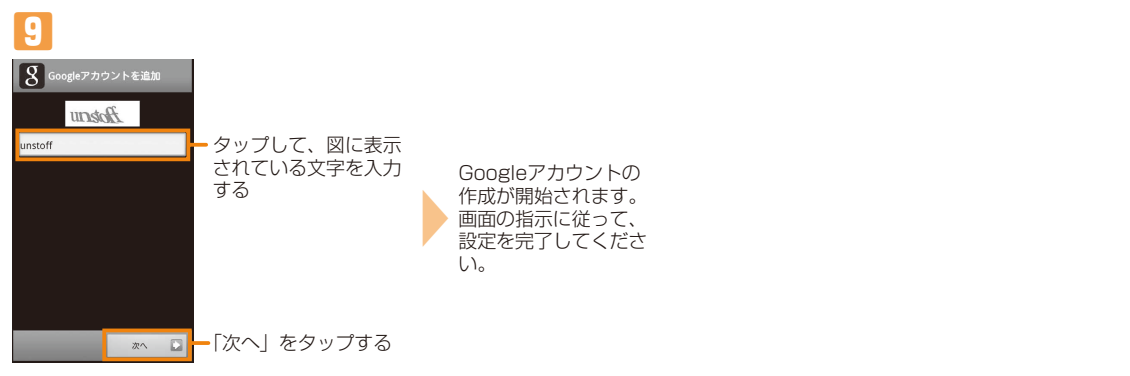 9
Googleアカウントを追加
unstoff
unstoff
タップして、図に表示
されている文字を入力
する
Googleアカウントの
作成が開始されます。
画面の指示に従って、
設定を完了してくださ
い。
次へ
「次へ」をタップする